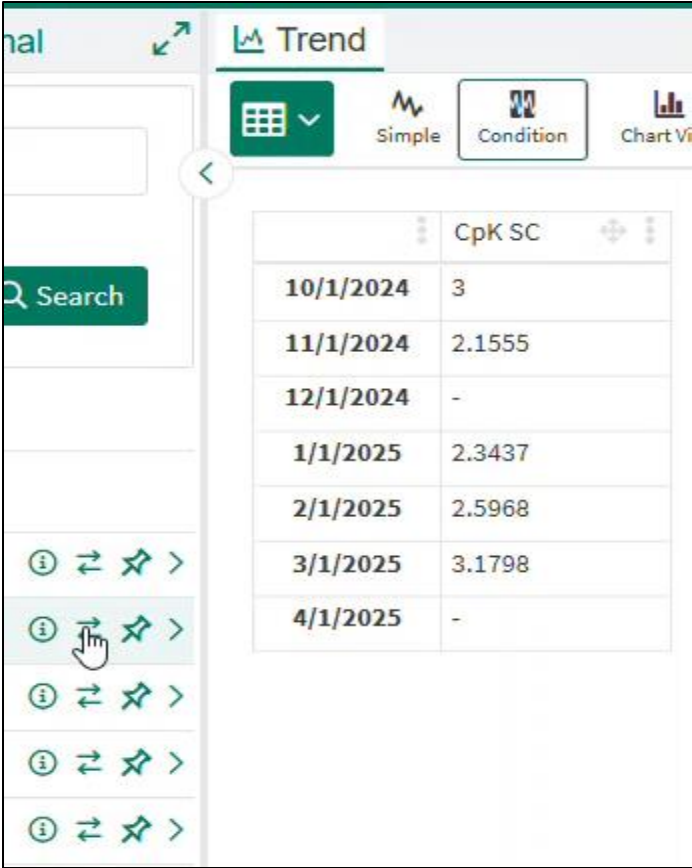 nal
Trend
Simple Condition Chart Vi
Search
CpK SC
10/1/2024 3
11/1/2024 2.1555
12/1/2024 -
1/1/2025 2.3437
2/1/2025 2.5968
3/1/2025 3.1798
4/1/2025 -